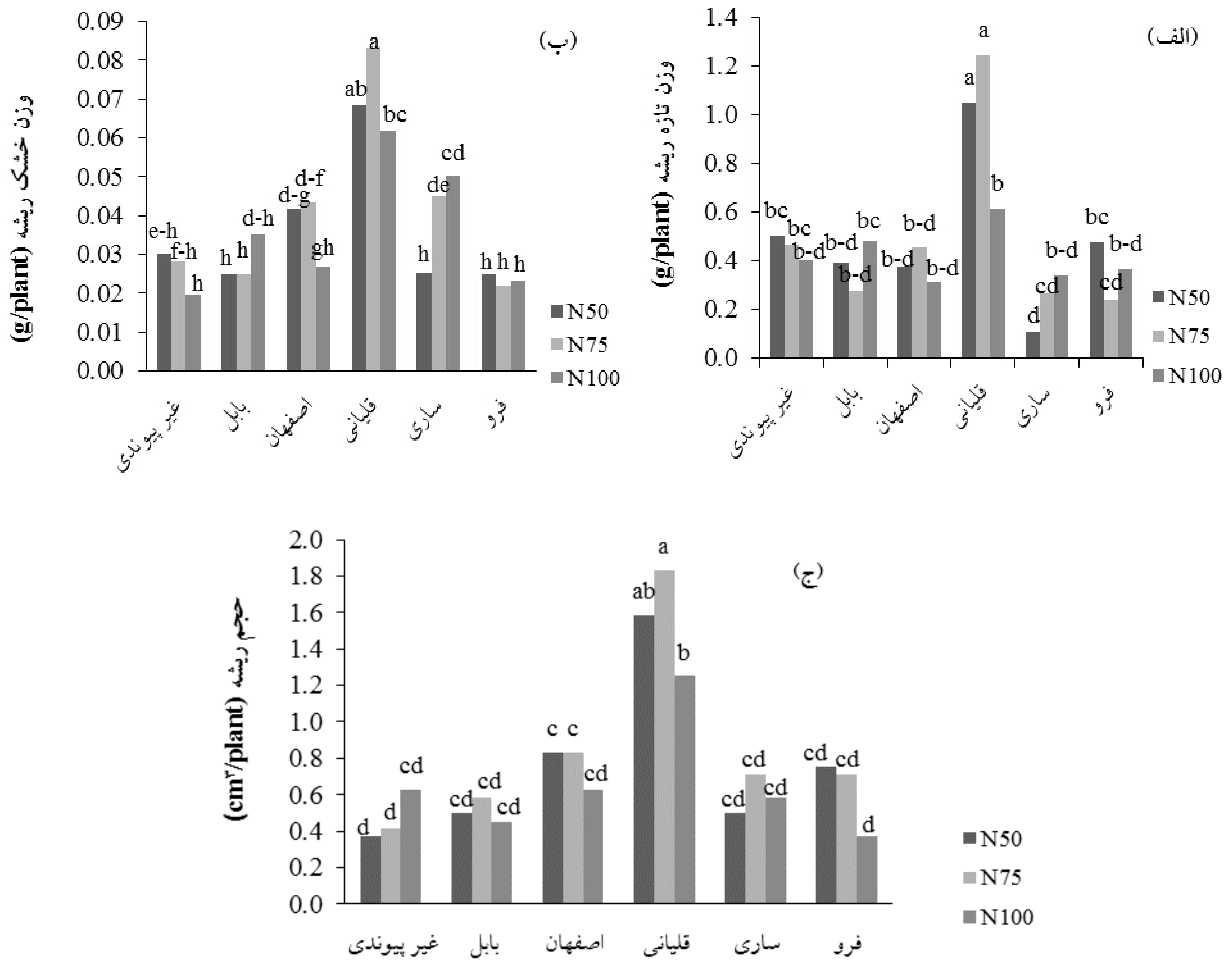 (الف)
وزن تازه ریشه (g/plant)
1.4
1.2
1.0
0.8
0.6
0.4
0.2
0.0
bc bc b-d
b-d b-d bc
b-d b-d b-d
a a b
d cd b-d
bc cd b-d
غیر پیوندی
بابل
اصفهان
قلیانی
ساری
فرو
N50
N75
N100
(ب)
وزن خشک ریشه (g/plant)
0.09
0.08
0.07
0.06
0.05
0.04
0.03
0.02
0.01
0.00
e-h f-h h
h h d-h
d-g d-f gh
ab a bc
h de cd
h h h
غیر پیوندی
بابل
اصفهان
قلیانی
ساری
فرو
N50
N75
N100
(ج)
حجم ریشه (cm۳/plant)
2.0
1.8
1.6
1.4
1.2
1.0
0.8
0.6
0.4
0.2
0.0
d d cd
cd cd cd
c c cd
ab a b
cd cd cd
cd cd d
غیر پیوندی
بابل
اصفهان
قلیانی
ساری
فرو
N50
N75
N100